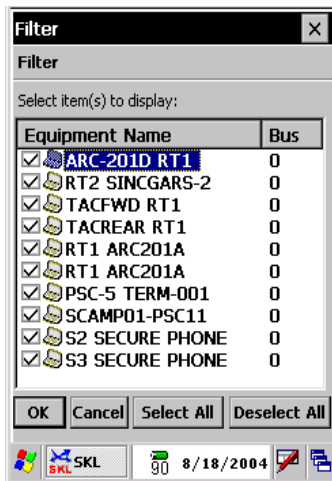 Filter
Filter
Select item(s) to display:
Equipment Name Bus
ARC-201D RT1 0
RT2 SINCGARS-2 0
TACFWD RT1 0
TACREAR RT1 0
RT1 ARC201A 0
RT1 ARC201A 0
PSC-5 TERM-001 0
SCAMP01-PSC11 0
S2 SECURE PHONE 0
S3 SECURE PHONE 0
OK Cancel Select All Deselect All
SKL SKL 90 8/18/2004